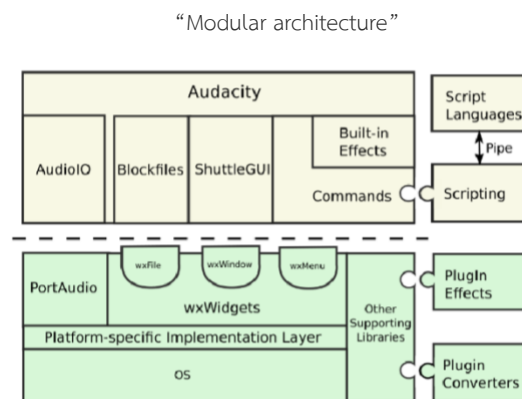 “Modular architecture”
Audacity
Script
Languages
Pipe
Built-in
Effects
AudioIO
Blockfiles
ShuttleGUI
Commands
Scripting
wxFile
wxWindow
wxMenu
PortAudio
wxWidgets
Other
Supporting
Libraries
PlugIn
Effects
Platform-specific Implementation Layer
OS
Plugin
Converters